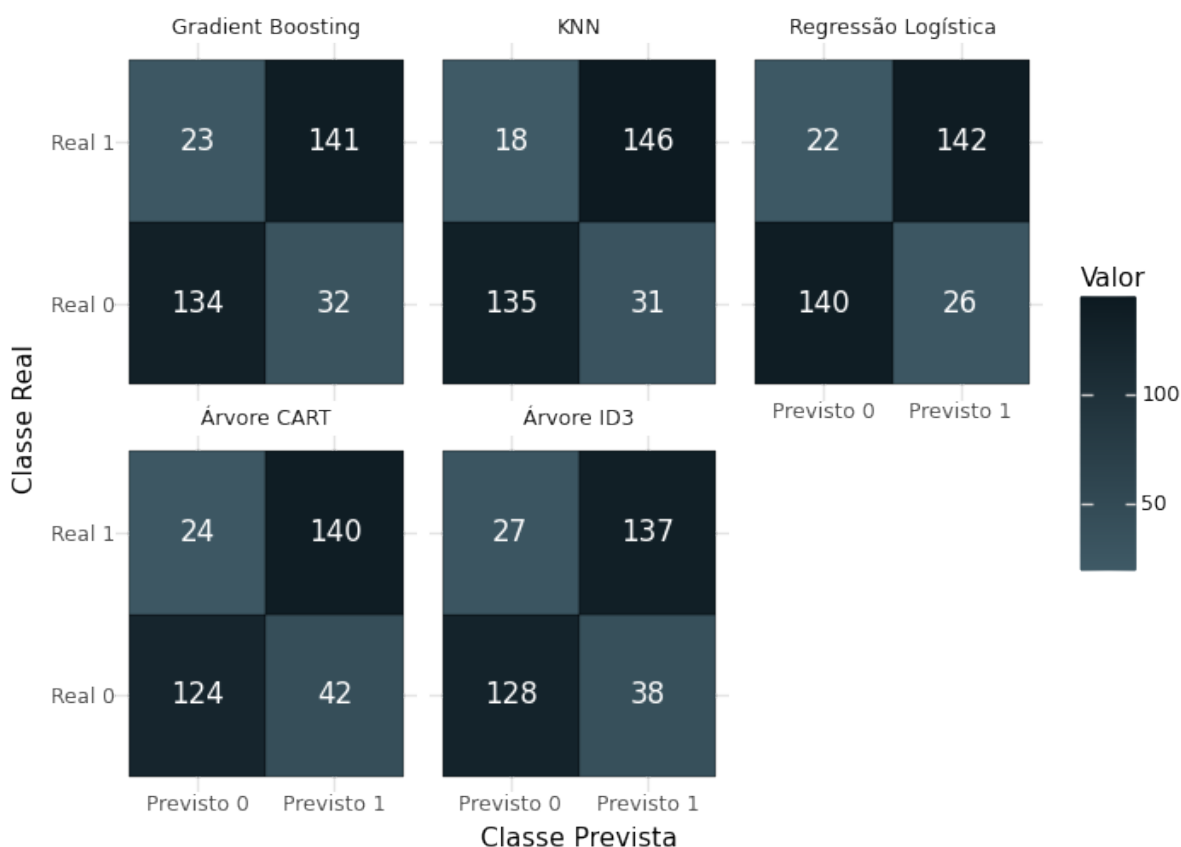 Gradient Boosting KNN Regressão Logística
Real 1 23 141 18 146 22 142
Real 0 134 32 135 31 140 26
Previsto 0 Previsto 1
Árvore CART Árvore ID3
Real 1 24 140 27 137
Real 0 124 42 128 38
Previsto 0 Previsto 1 Previsto 0 Previsto 1
Classe Prevista
Classe Real
Valor
100
50